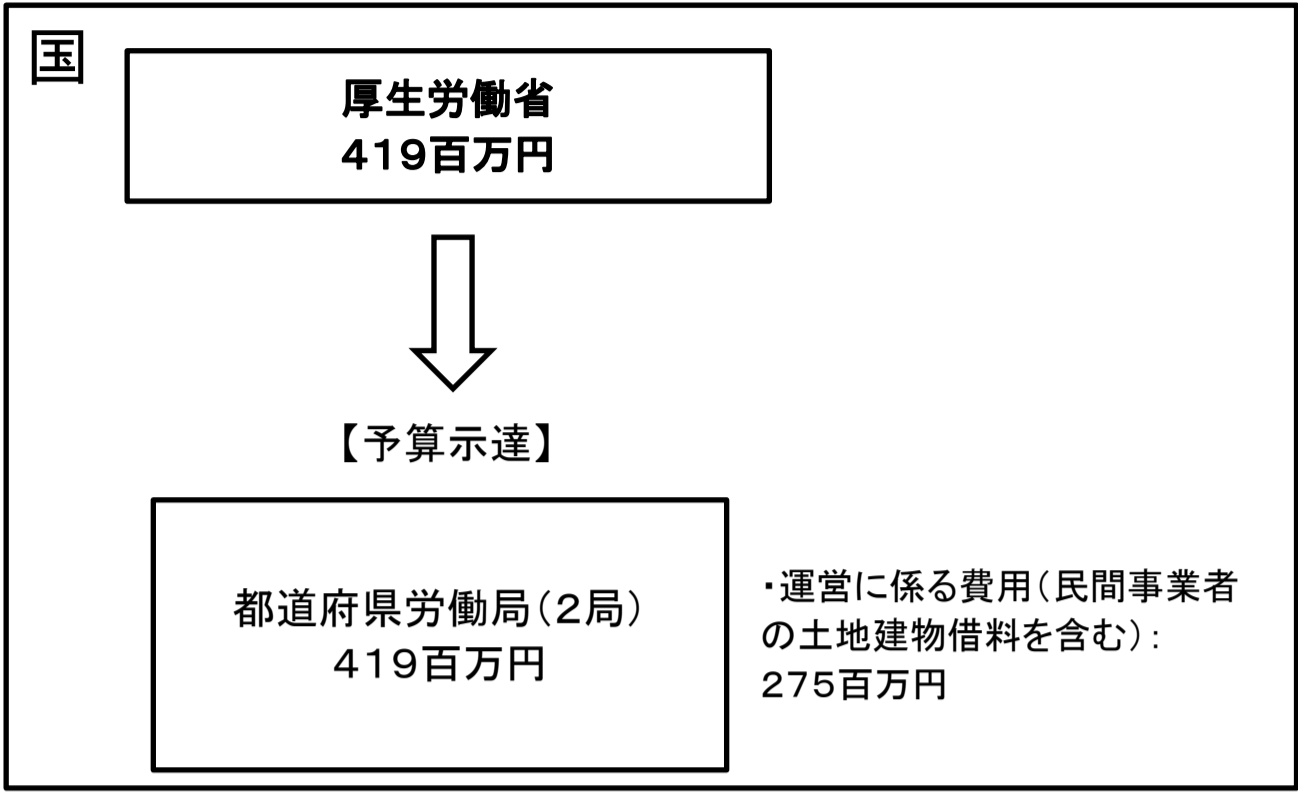 国
厚生労働省
419百万円
【予算示達】
都道府県労働局（2局）
419百万円
・運営に係る費用（民間事業者
の土地建物借料を含む）：
275百万円